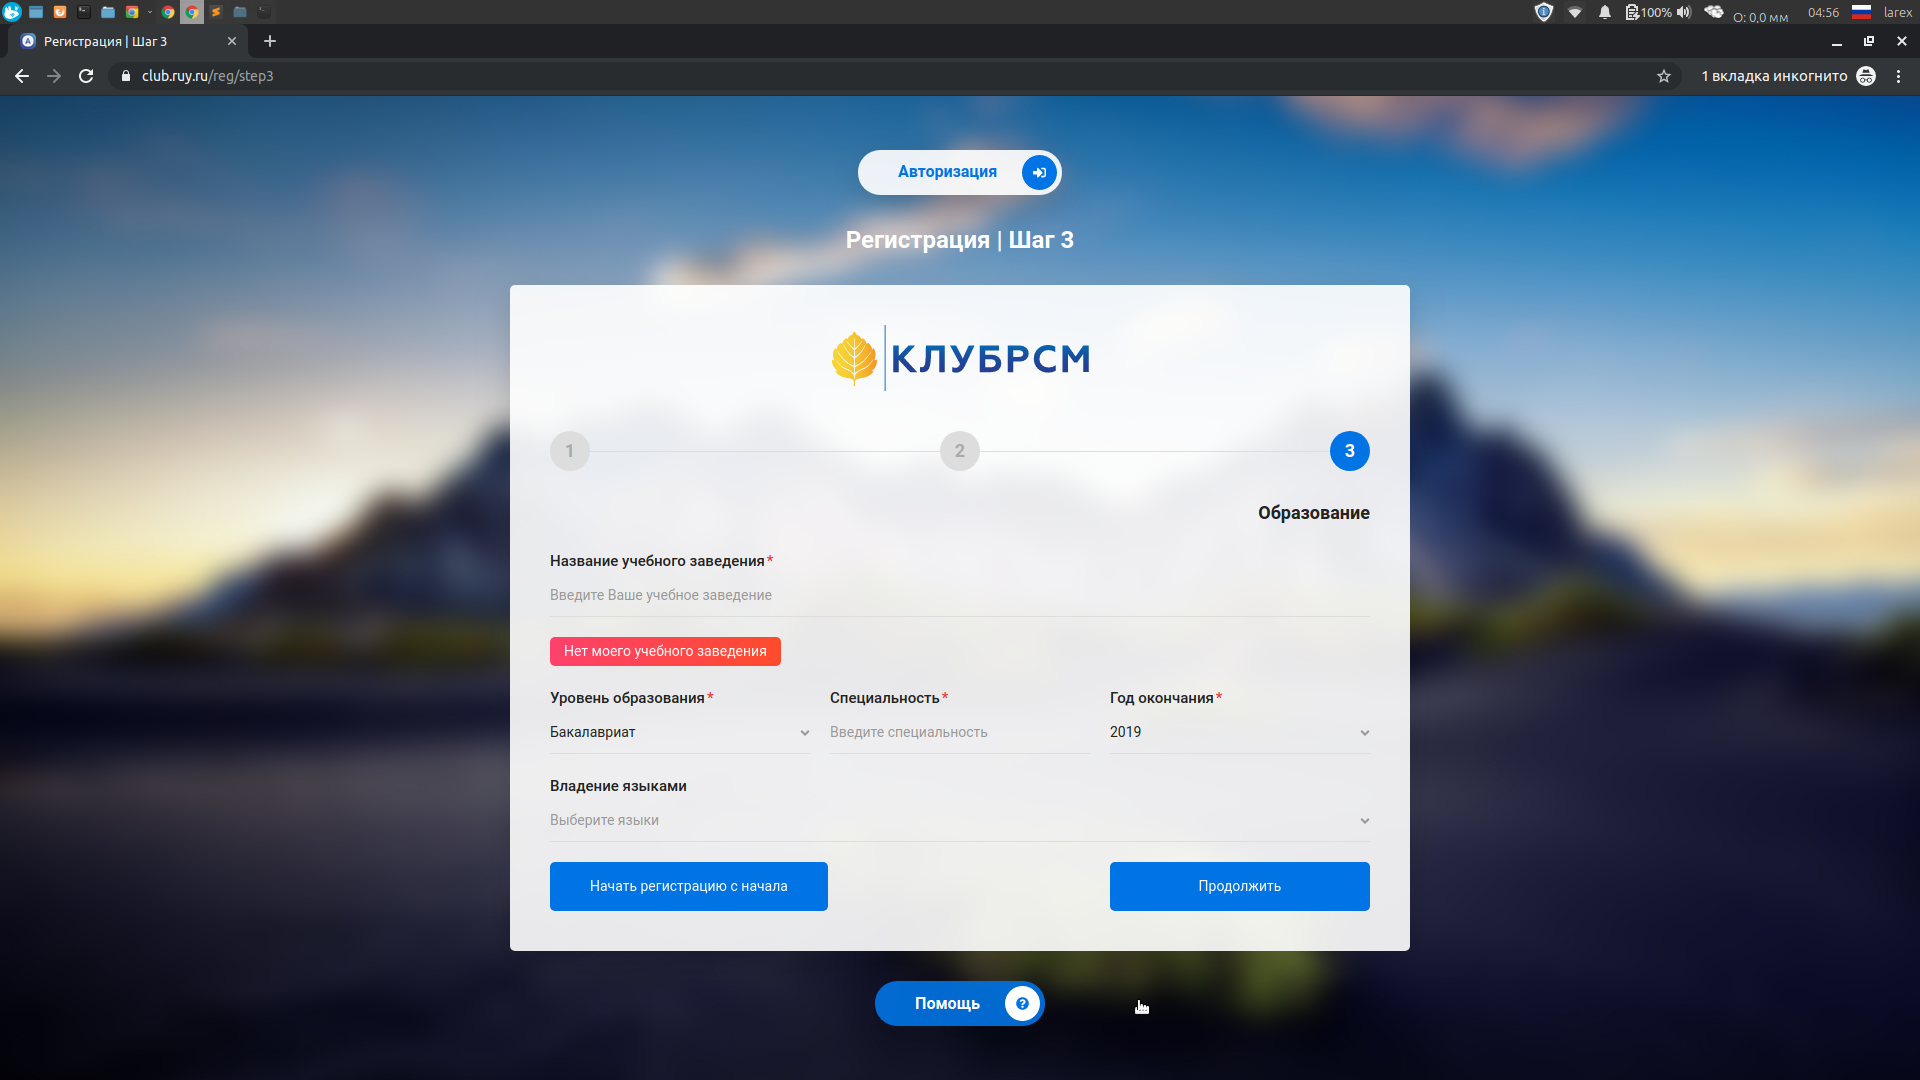 100%
О: 0,0 мм
04:56
larex
Регистрация | Шаг 3
club.ruy.ru/reg/step3
1 вкладка инкогнито
Авторизация
Регистрация | Шаг 3
КЛУБРСМ
1
2
3
Образование
Название учебного заведения*
Введите Ваше учебное заведение
Нет моего учебного заведения
Уровень образования*
Специальность*
Год окончания*
Бакалавриат
Введите специальность
2019
Владение языками
Выберите языки
Начать регистрацию с начала
Продолжить
Помощь